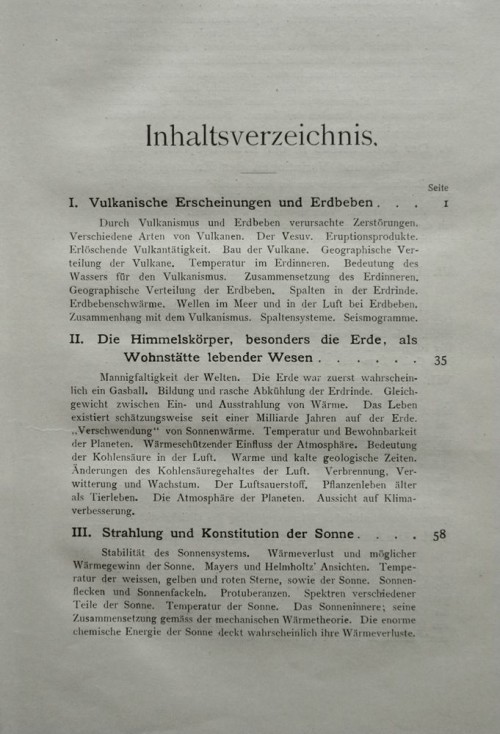 Inhaltsverzeichnis.
Seite
I. Vulkanische Erscheinungen und Erdbeben . . . 1
Durch Vulkanismus und Erdbeben verursachte Zerstörungen.
Verschiedene Arten von Vulkanen. Der Vesuv. Eruptionsprodukte.
Erlöschende Vulkantätigkeit. Bau der Vulkane. Geographische Ver-
teilung der Vulkane. Temperatur im Erdinneren. Bedeutung des
Wassers für den Vulkanismus. Zusammensetzung des Erdinneren.
Geographische Verteilung der Erdbeben. Spalten in der Erdrinde.
Erdbebenschwärme. Wellen im Meer und in der Luft bei Erdbeben.
Zusammenhang mit dem Vulkanismus. Spaltensysteme. Seismogramme.
II. Die Himmelskörper, besonders die Erde, als
Wohnstätte lebender Wesen . . . . . . 35
Mannigfaltigkeit der Welten. Die Erde war zuerst wahrschein-
lich ein Gasball. Bildung und rasche Abkühlung der Erdrinde. Gleich-
gewicht zwischen Ein- und Ausstrahlung von Wärme. Das Leben
existiert schätzungsweise seit einer Milliarde Jahren auf der Erde.
„Verschwendung“ von Sonnenwärme. Temperatur und Bewohnbarkeit
der Planeten. Wärmeschützender Einfluss der Atmosphäre. Bedeutung
der Kohlensäure in der Luft. Warme und kalte geologische Zeiten.
Änderungen des Kohlensäuregehaltes der Luft. Verbrennung, Ver-
witterung und Wachstum. Der Luftsauerstoff. Pflanzenleben älter
als Tierleben. Die Atmosphäre der Planeten. Aussicht auf Klima-
verbesserung.
III. Strahlung und Konstitution der Sonne . . . . 58
Stabilität des Sonnensystems. Wärmeverlust und möglicher
Wärmegewinn der Sonne. Mayers und Helmholtz' Ansichten. Tempe-
ratur der weissen, gelben und roten Sterne, sowie der Sonne. Sonnen-
flecken und Sonnenfackeln. Protuberanzen. Spektren verschiedener
Teile der Sonne. Temperatur der Sonne. Das Sonneninnere; seine
Zusammensetzung gemäss der mechanischen Wärmetheorie. Die enorme
chemische Energie der Sonne deckt wahrscheinlich ihre Wärmeverluste.